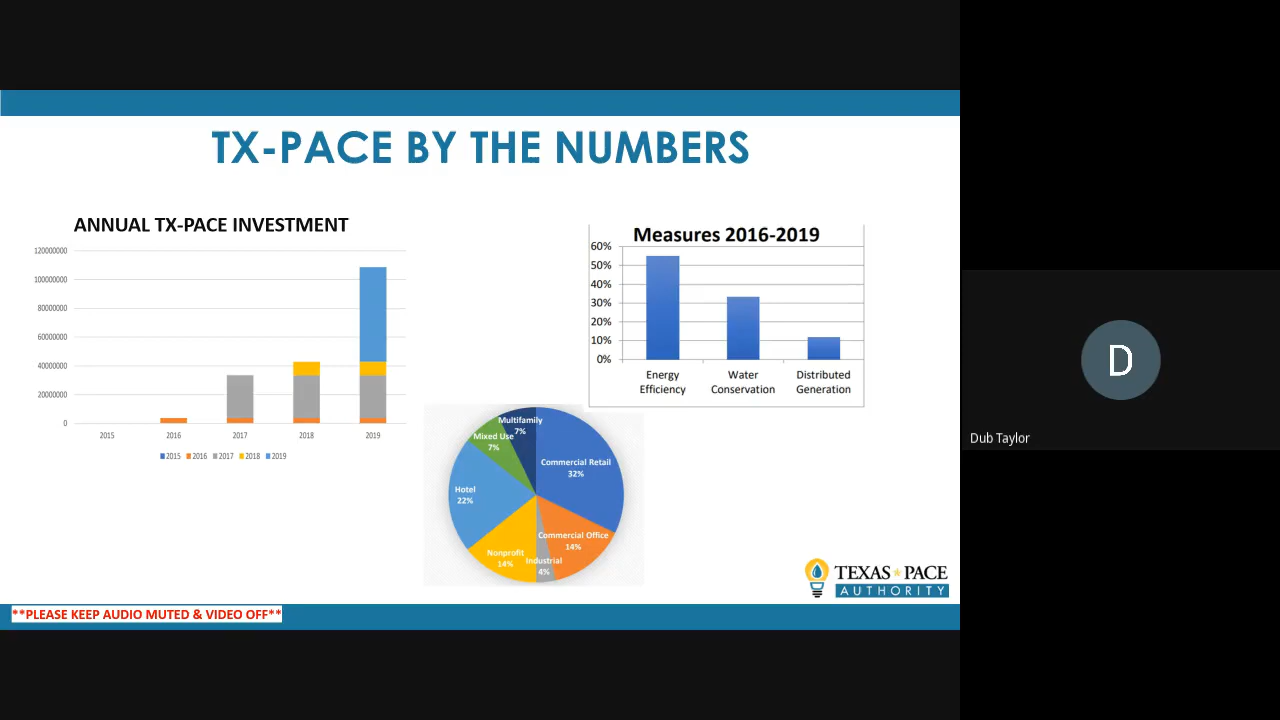 TX-PACE BY THE NUMBERS
ANNUAL TX-PACE INVESTMENT
120000000
100000000
80000000
60000000
40000000
20000000
0
2015 2016 2017 2018 2019
2015 2016 2017 2018 2019
Measures 2016-2019
60%
50%
40%
30%
20%
10%
0%
Energy
Efficiency
Water
Conservation
Distributed
Generation
Multifamily
7%
Mixed Use
7%
Commercial Retail
32%
Hotel
22%
Commercial Office
14%
Nonprofit
14%
Industrial
4%
TEXAS PACE
AUTHORITY
**PLEASE KEEP AUDIO MUTED & VIDEO OFF**
D
Dub Taylor